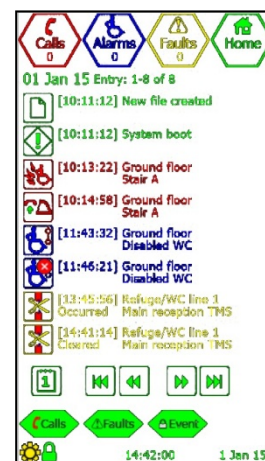 Calls Alarms Faults Home
0 0 0
01 Jan 15 Entry: 1-8 of 8
[10:11:12] New file created
[10:11:12] System boot
[10:13:22] Ground floor
Stair A
[10:14:58] Ground floor
Stair A
[11:43:32] Ground floor
Disabled WC
[11:46:21] Ground floor
Disabled WC
[13:45:56] Refuge/WC line 1
Occurred Main reception TMS
[14:41:14] Refuge/WC line 1
Cleared Main reception TMS
1
Calls Faults Event
14:42:00 1 Jan 15